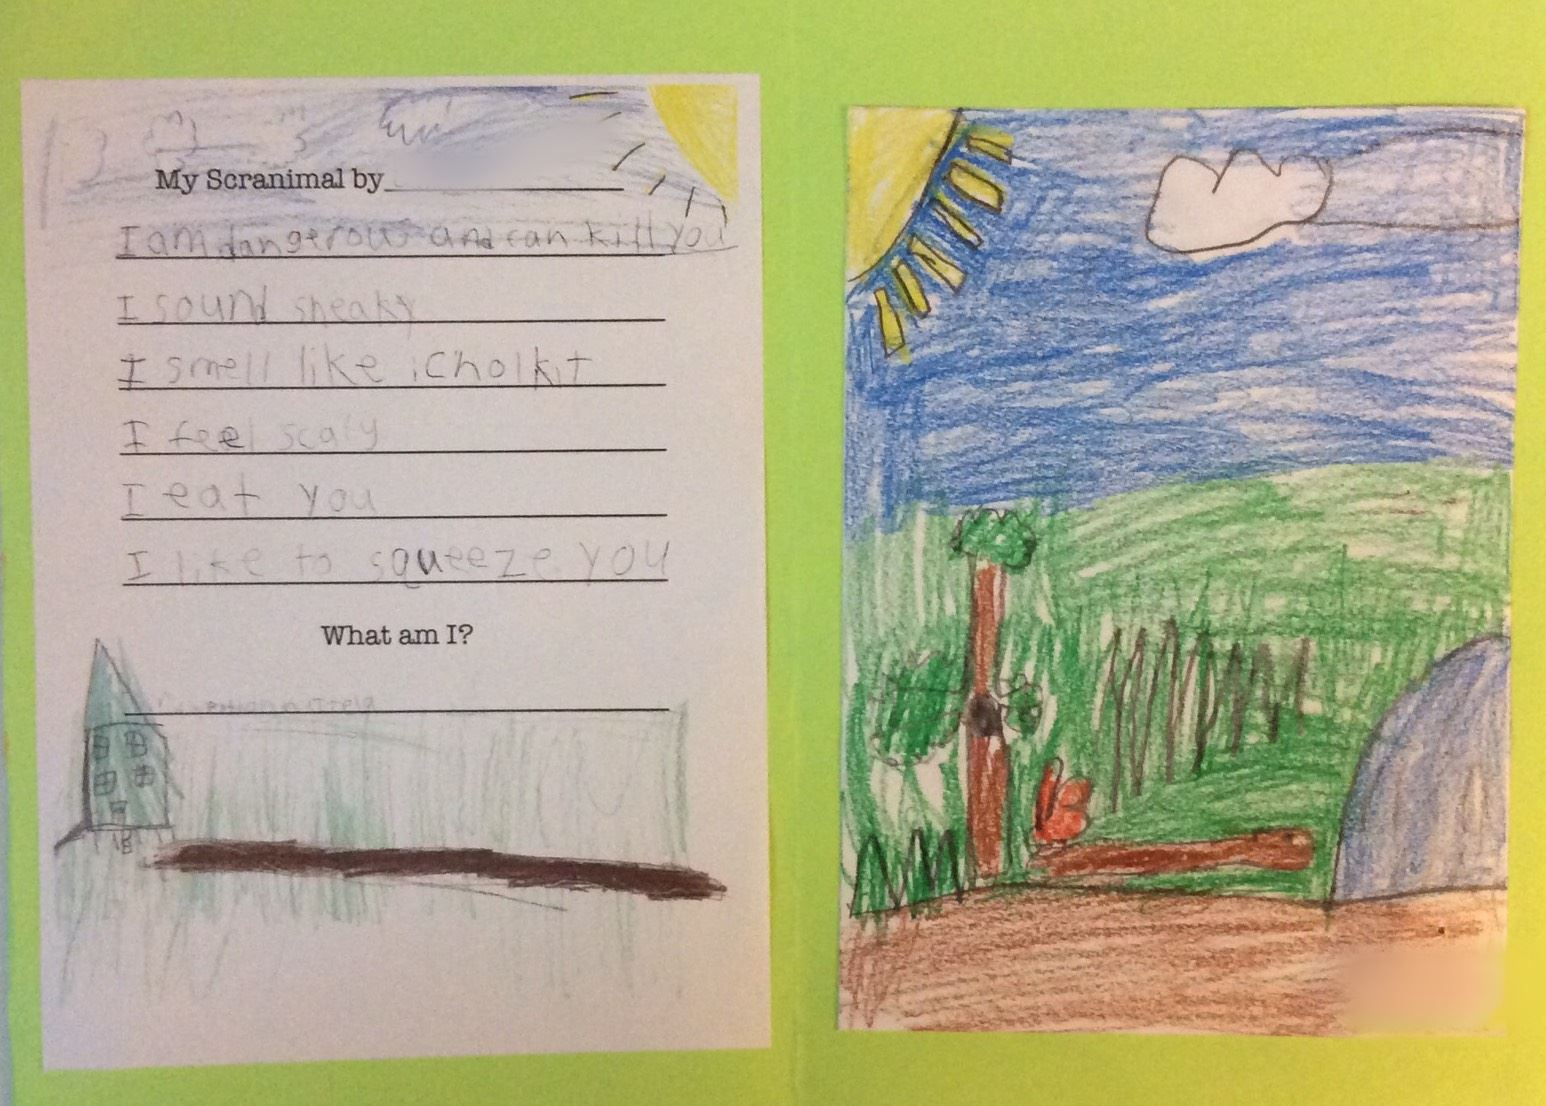 My Scranimal by
I am dangerous and can kill you
I sound sneaky
I smell like icholkit
I feel scaly
I eat you
I like to squeeze you
What am I?